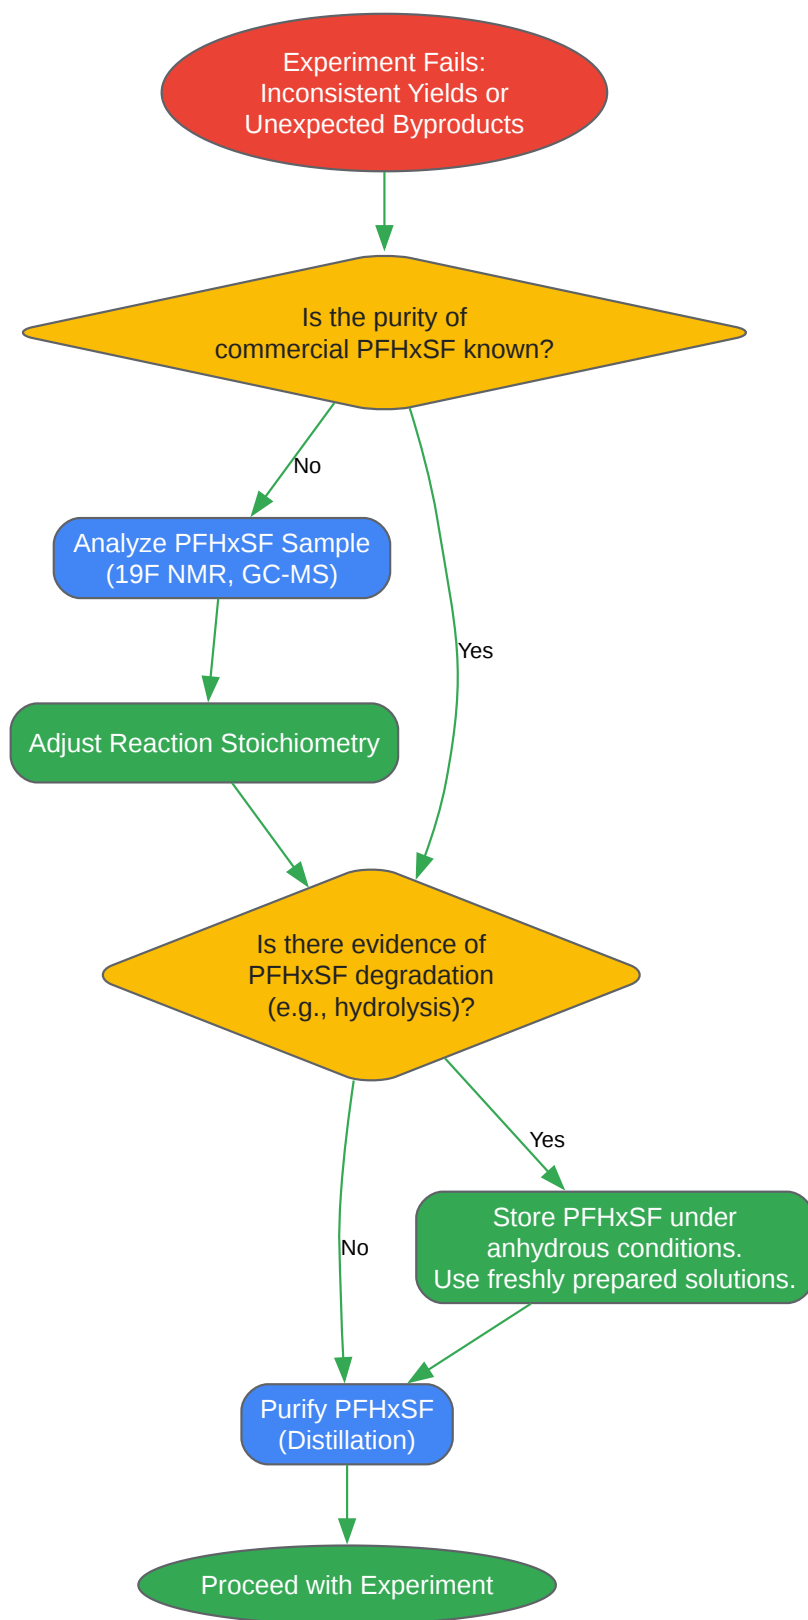 Experiment Fails:
Inconsistent Yields or
Unexpected Byproducts
Is the purity of
commercial PFHxSF known?
No
Analyze PFHxSF Sample
(19F NMR, GC-MS)
Yes
Adjust Reaction Stoichiometry
Is there evidence of
PFHxSF degradation
(e.g., hydrolysis)?
Yes
Store PFHxSF under
anhydrous conditions.
Use freshly prepared solutions.
No
Purify PFHxSF
(Distillation)
Proceed with Experiment